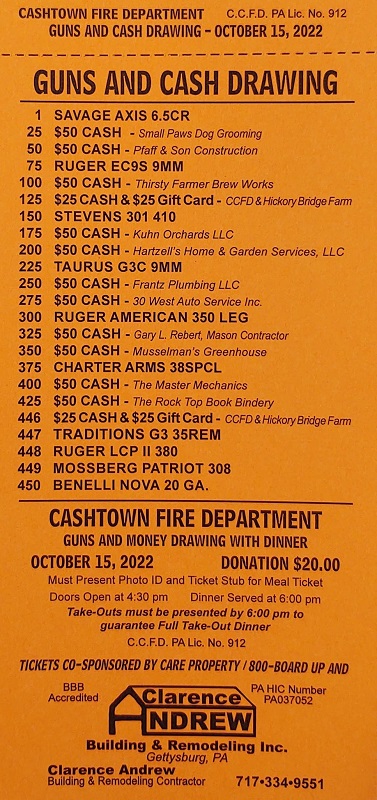 CASHTOWN FIRE DEPARTMENT C.C.F.D. PA Lic. No. 912
GUNS AND CASH DRAWING – OCTOBER 15, 2022
GUNS AND CASH DRAWING
1 SAVAGE AXIS 6.5CR
25 $50 CASH - Small Paws Dog Grooming
50 $50 CASH - Pfaff & Son Construction
75 RUGER EC9S 9MM
100 $50 CASH - Thirsty Farmer Brew Works
125 $25 CASH & $25 Gift Card - CCFD & Hickory Bridge Farm
150 STEVENS 301 410
175 $50 CASH - Kuhn Orchards LLC
200 $50 CASH - Hartzell's Home & Garden Services, LLC
225 TAURUS G3C 9MM
250 $50 CASH - Frantz Plumbing LLC
275 $50 CASH - 30 West Auto Service Inc.
300 RUGER AMERICAN 350 LEG
325 $50 CASH - Gary L. Rebert, Mason Contractor
350 $50 CASH - Musselman's Greenhouse
375 CHARTER ARMS 38SPCL
400 $50 CASH - The Master Mechanics
425 $50 CASH - The Rock Top Book Bindery
446 $25 CASH & $25 Gift Card - CCFD & Hickory Bridge Farm
447 TRADITIONS G3 35REM
448 RUGER LCP II 380
449 MOSSBERG PATRIOT 308
450 BENELLI NOVA 20 GA.
CASHTOWN FIRE DEPARTMENT
GUNS AND MONEY DRAWING WITH DINNER
OCTOBER 15, 2022 DONATION $20.00
Must Present Photo ID and Ticket Stub for Meal Ticket
Doors Open at 4:30 pm Dinner Served at 6:00 pm
Take-Outs must be presented by 6:00 pm to
guarantee Full Take-Out Dinner
C.C.F.D. PA Lic. No. 912
TICKETS CO-SPONSORED BY CARE PROPERTY / 800-BOARD UP AND
BBB
Accredited
Clarence
ANDREW
PA HIC Number
PA037052
Building & Remodeling Inc.
Gettysburg, PA
Clarence Andrew
Building & Remodeling Contractor 717•334•9551